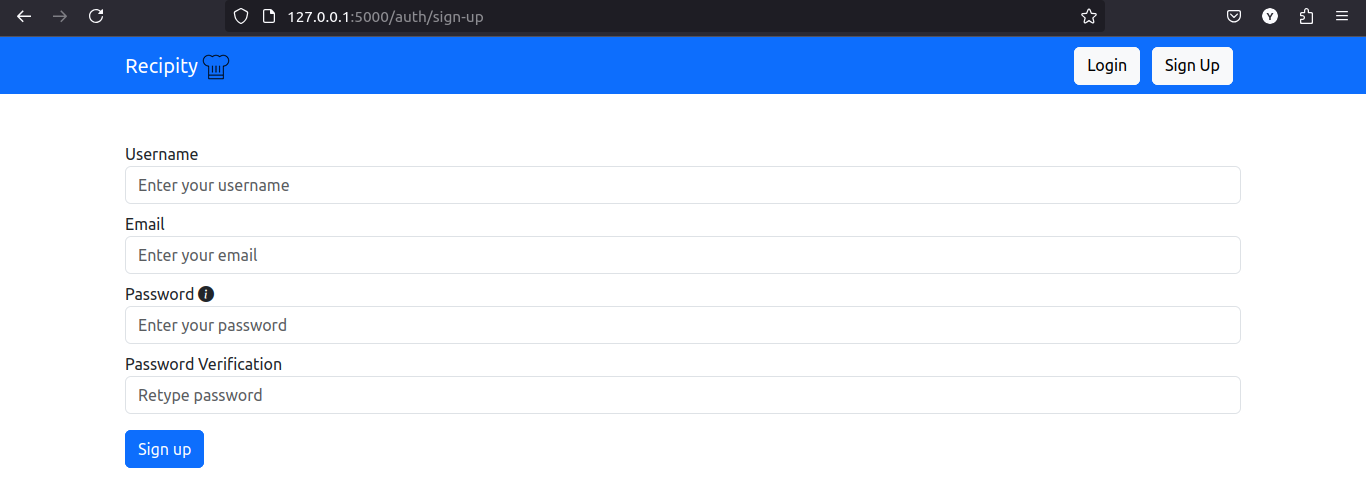 127.0.0.1:5000/auth/sign-up
Y
Recipity
Login
Sign Up
Username
Enter your username
Email
Enter your email
Password i
Enter your password
Password Verification
Retype password
Sign up